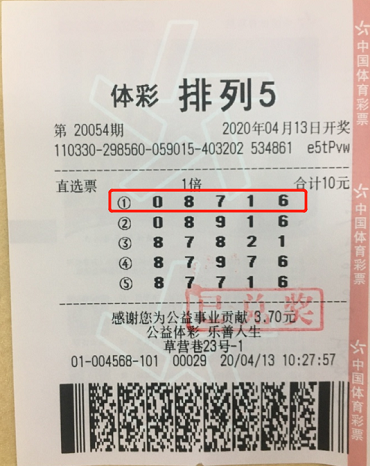 体彩 排列5
第 20054期 2020年04月13日开奖
110330-298560-059015-403202 534861 e5tPvw
直选票 1倍 合计10元
① 0 8 7 1 6
② 0 8 9 1 6
③ 8 7 8 2 1
④ 8 7 9 7 6
⑤ 8 7 7 1 6
已兑奖
感谢您为公益事业贡献 3.70元
公益体彩 乐善人生
草营巷23号-1
01-004568-101 00029 20/04/13 10:27:57
中国体育彩票
中国体育彩票
中国体育彩票